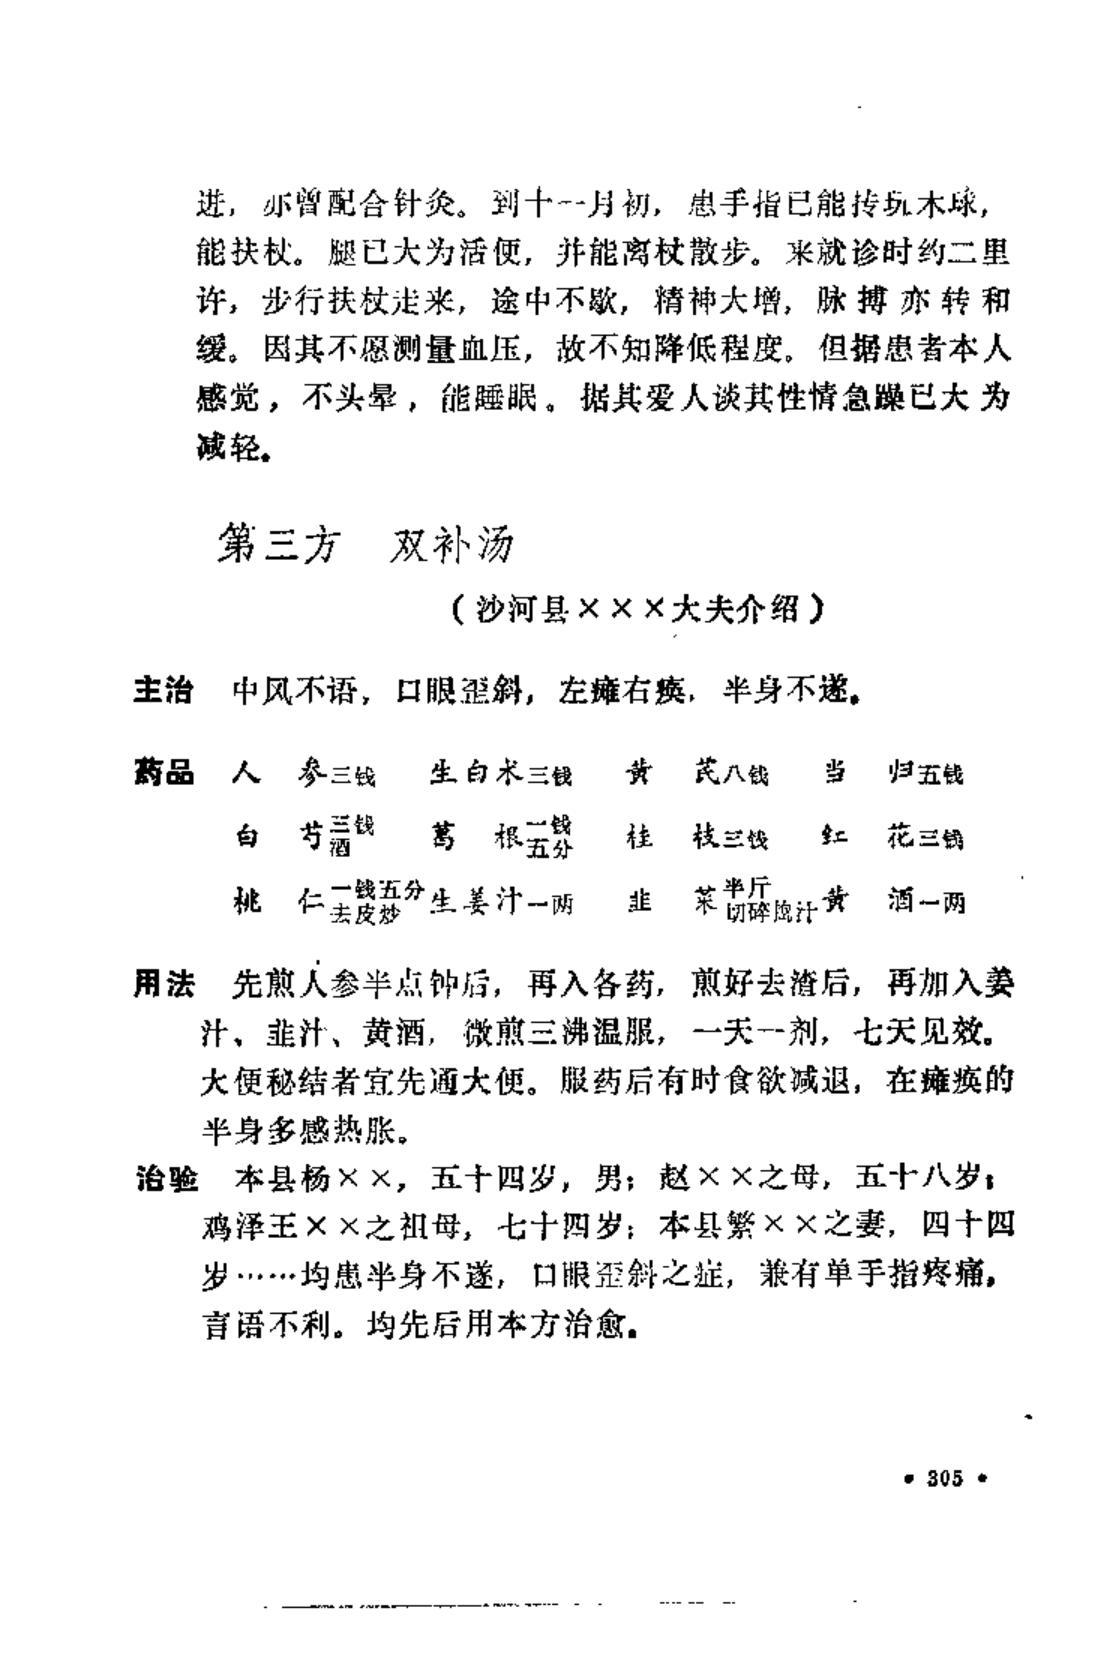 进，亦曾配合针灸。到十一月初，患手指已能抟玩木球，
能扶杖。腿已大为活便，并能离杖散步。来就诊时约二里
许，步行扶杖走来，途中不歇，精神大增，脉搏亦转和
缓。因其不愿测量血压，故不知降低程度。但据患者本人
感觉，不头晕，能睡眠。据其爱人谈其性情急躁已大为
减轻。
第三方 双补汤
（沙河县×××大夫介绍）
主治 中风不语，口眼歪斜，左瘫右痪，半身不遂。
药品 人参三钱 生白术三钱 黄芪八钱 当归五钱
白芍三钱酒 葛根一钱五分 桂枝三钱 红花三钱
桃仁一钱五分去皮炒 生姜汁一两 韭菜半斤切碎捣汁 黄酒一两
用法 先煎人参半点钟后，再入各药，煎好去渣后，再加入姜
汁、韭汁、黄酒，微煎三沸温服，一天一剂，七天见效。
大便秘结者宜先通大便。服药后有时食欲减退，在瘫痪的
半身多感热胀。
治验 本县杨××，五十四岁，男；赵××之母，五十八岁；
鸡泽王××之祖母，七十四岁；本县繁××之妻，四十四
岁……均患半身不遂，口眼歪斜之症，兼有单手指疼痛，
言语不利。均先后用本方治愈。
• 305 •